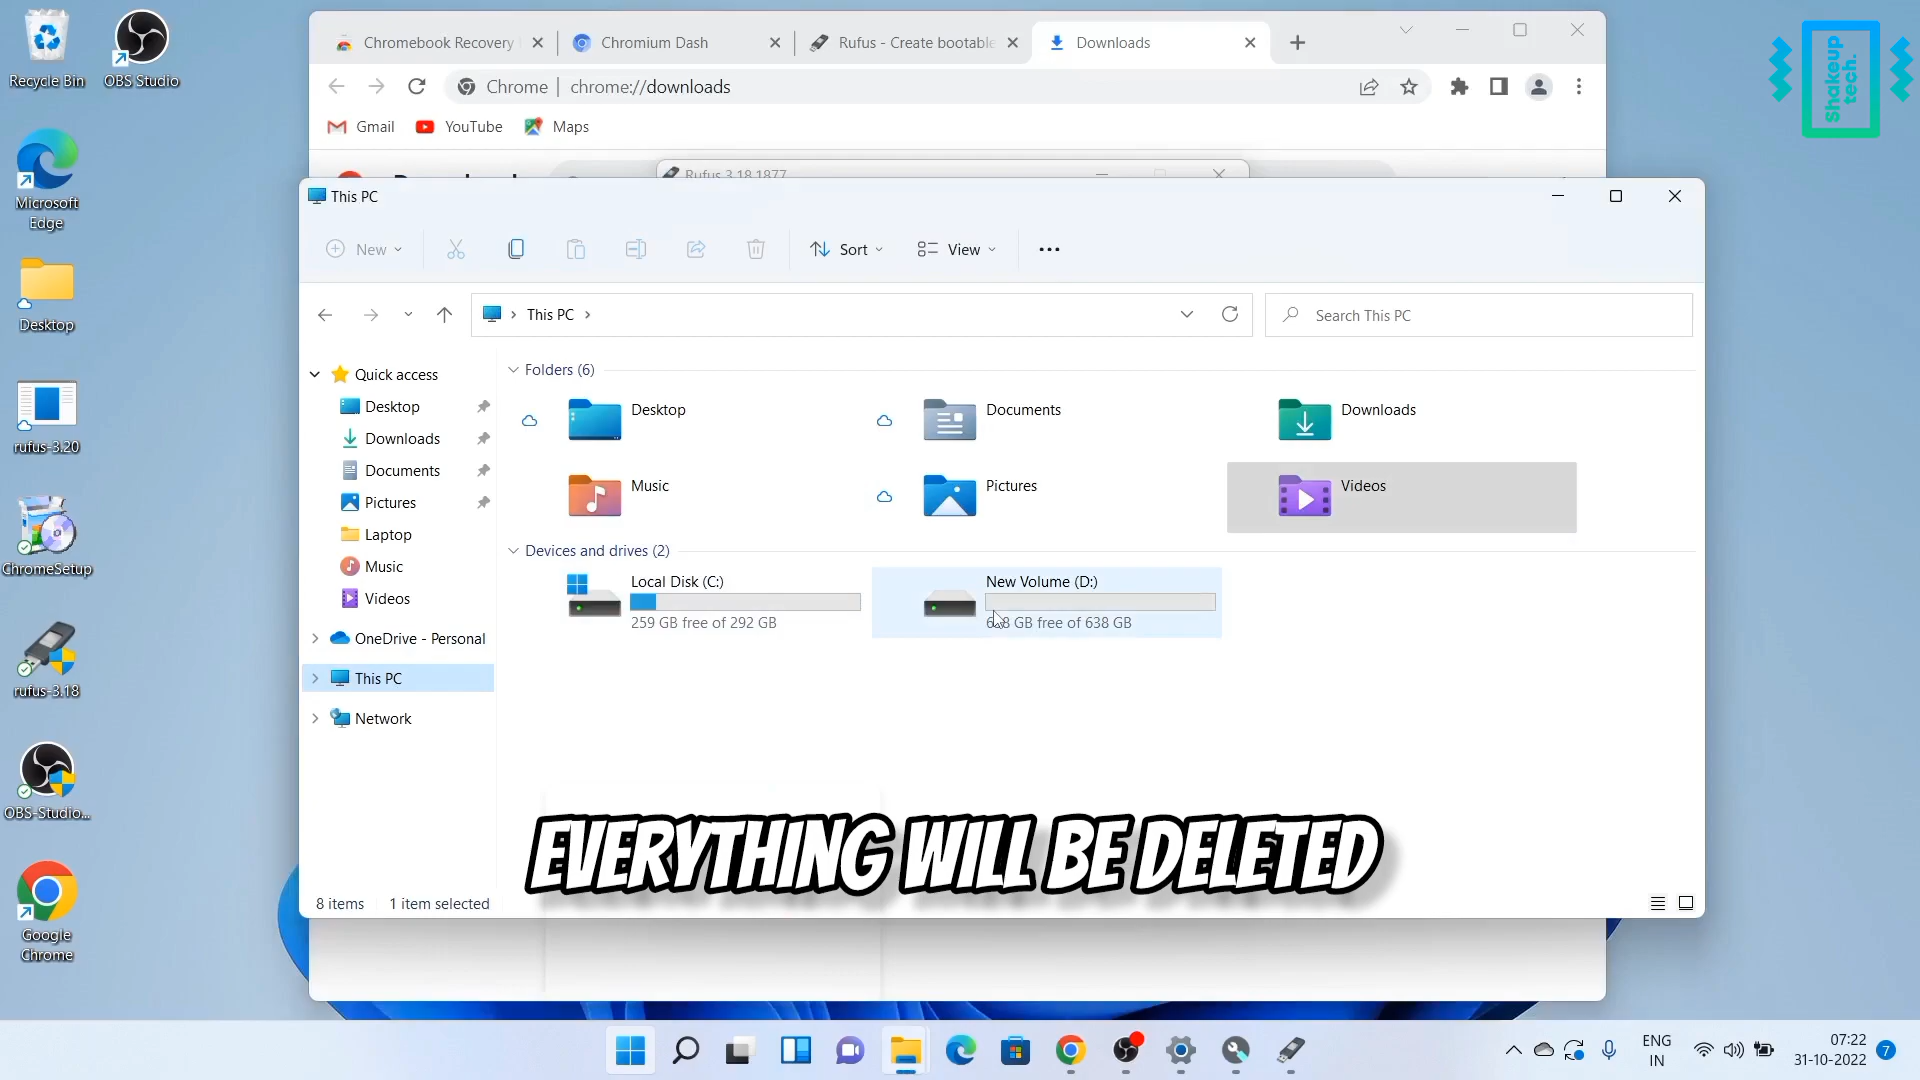 Recycle Bin
OBS Studio
Microsoft
Edge
Desktop
rufus-3.20
ChromeSetup
rufus-3.18
OBS-Studio...
Google
Chrome
Chromebook Recovery
Chromium Dash
Rufus - Create bootable
Downloads
Chrome
chrome://downloads
Gmail
YouTube
Maps
Rufus 3.18.1877
This PC
New
Sort
View
This PC
Search This PC
Quick access
Desktop
Downloads
Documents
Pictures
Laptop
Music
Videos
OneDrive - Personal
This PC
Network
Folders (6)
Desktop
Documents
Downloads
Music
Pictures
Videos
Devices and drives (2)
Local Disk (C:)
259 GB free of 292 GB
New Volume (D:)
GB free of 638 GB
EVERYTHING WILL BE DELETED
8 items
1 item selected
Shakeup
tech.
ENG
IN
07:22
31-10-2022
7